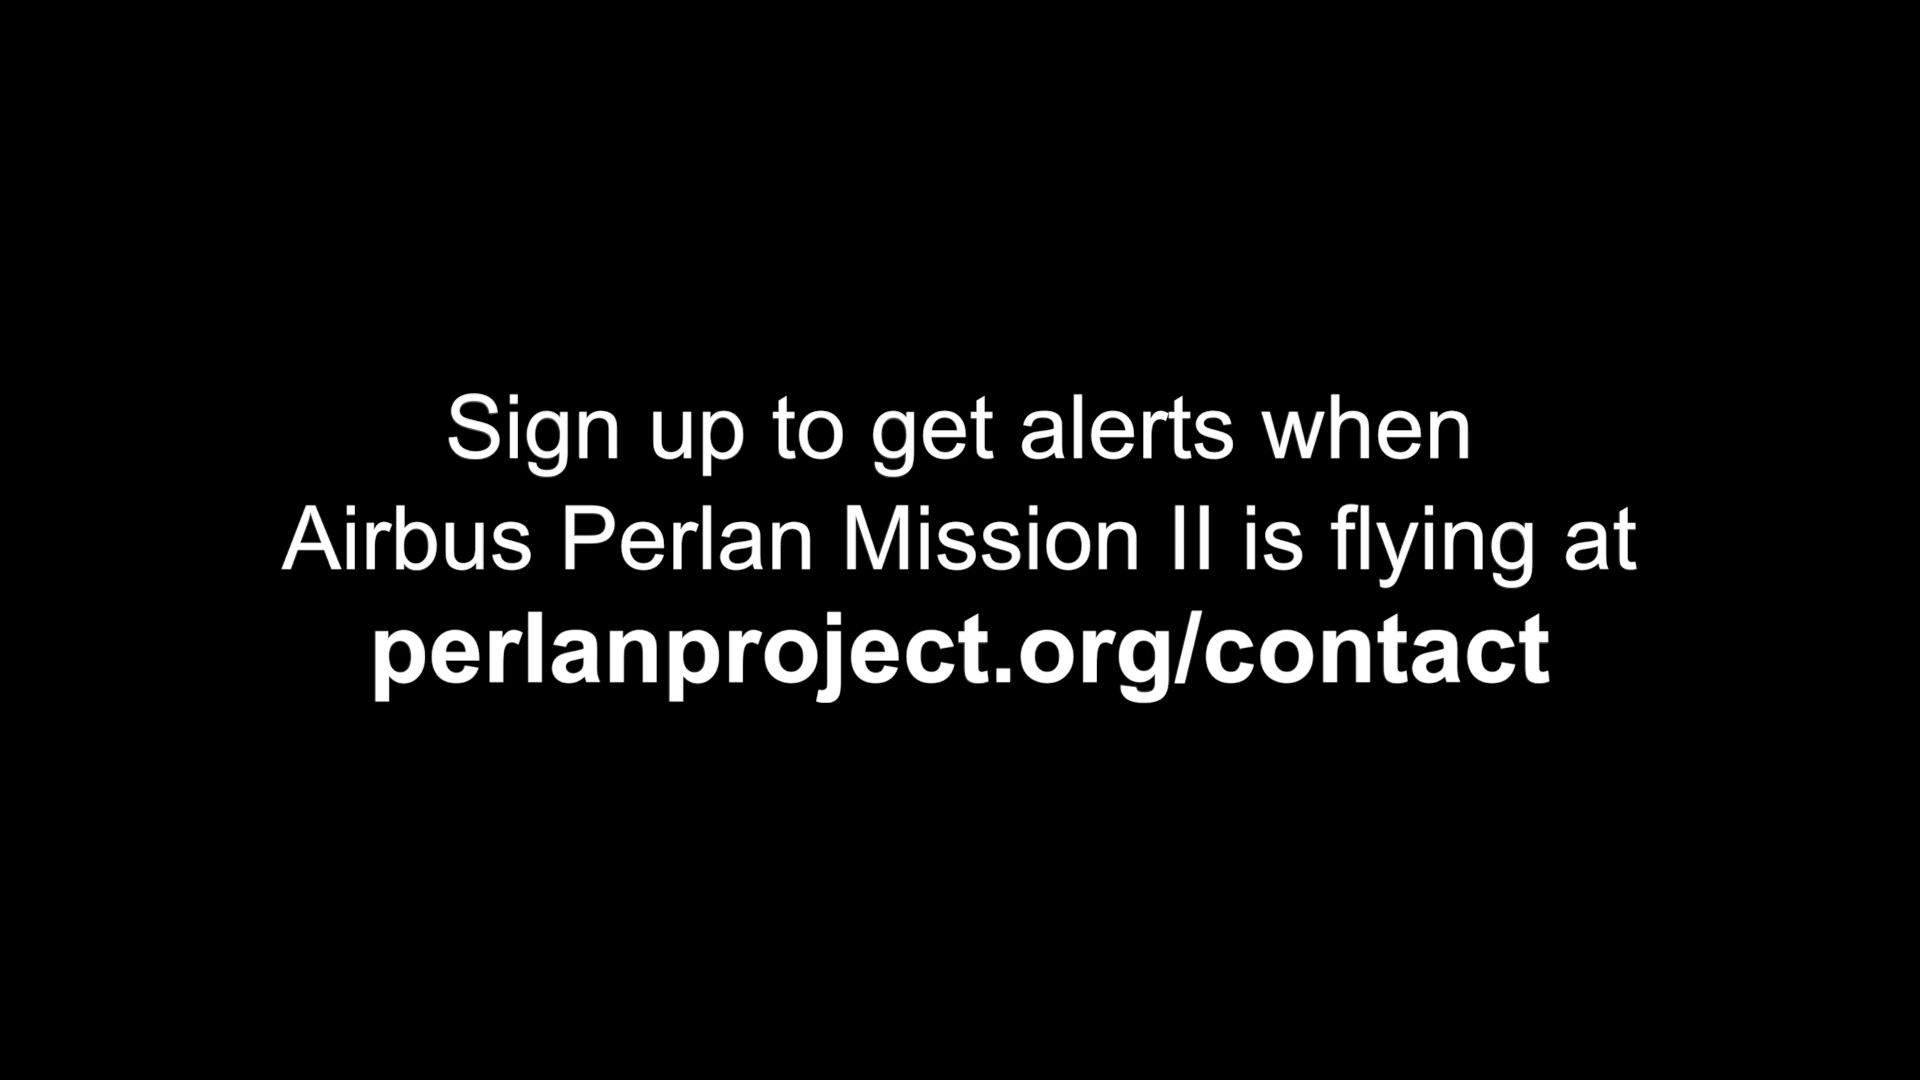 Sign up to get alerts when
Airbus Perlan Mission II is flying at
perlanproject.org/contact